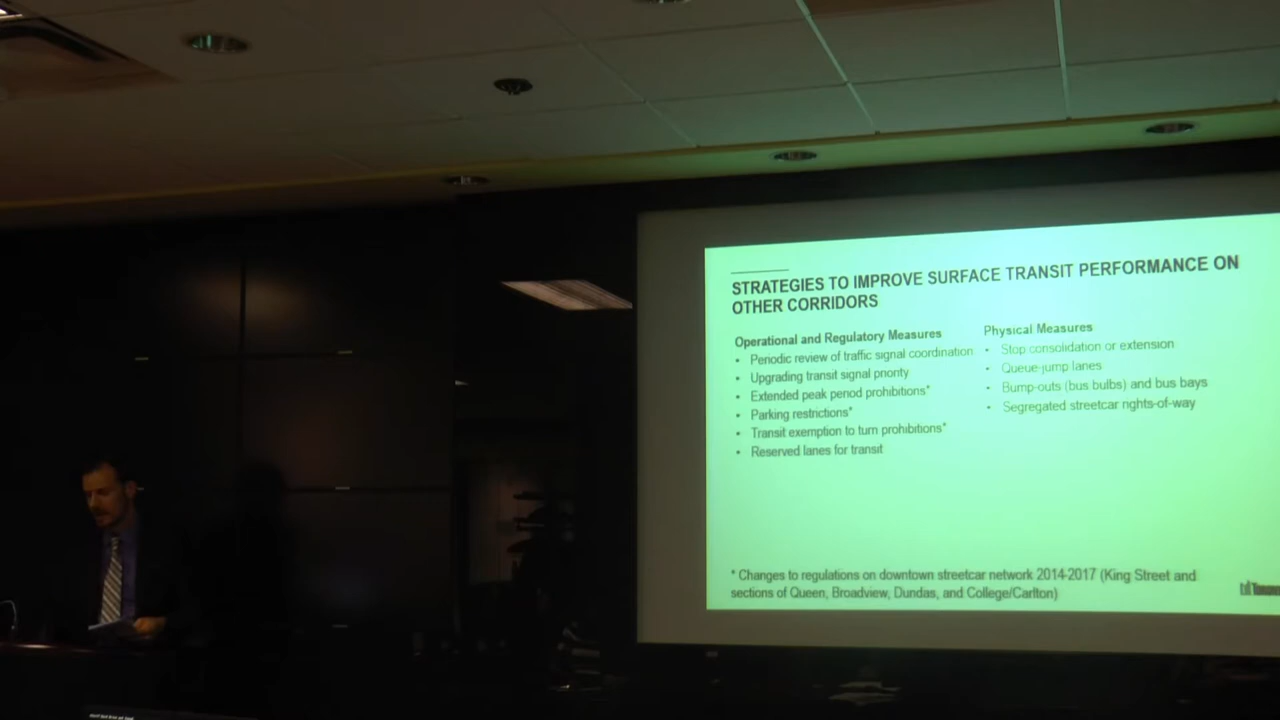 STRATEGIES TO IMPROVE SURFACE TRANSIT PERFORMANCE ON
OTHER CORRIDORS
Operational and Regulatory Measures
• Periodic review of traffic signal coordination
• Upgrading transit signal priority
• Extended peak period prohibitions*
• Parking restrictions*
• Transit exemption to turn prohibitions*
• Reserved lanes for transit
Physical Measures
• Stop consolidation or extension
• Queue-jump lanes
• Bump-outs (bus bulbs) and bus bays
• Segregated streetcar rights-of-way
* Changes to regulations on downtown streetcar network 2014-2017 (King Street and
sections of Queen, Broadview, Dundas, and College/Carlton)